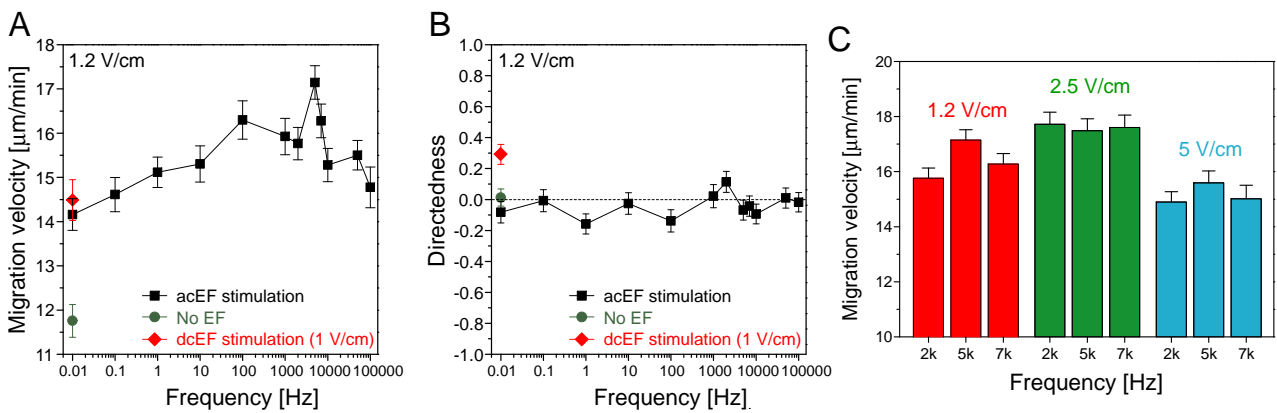 A
1.2 V/cm
Migration velocity [µm/min]
18
17
16
15
14
13
12
11
acEF stimulation
No EF
dcEF stimulation (1 V/cm)
0.01 0.1 1 10 100 1000 10000 100000
Frequency [Hz]
B
1.2 V/cm
Directedness
1.0
0.8
0.6
0.4
0.2
0.0
-0.2
-0.4
-0.6
-0.8
-1.0
acEF stimulation
No EF
dcEF stimulation (1 V/cm)
0.01 0.1 1 10 100 1000 10000 100000
Frequency [Hz].
C
Migration velocity [µm/min]
20
18
16
14
12
10
1.2 V/cm
2.5 V/cm
5 V/cm
2k 5k 7k 2k 5k 7k 2k 5k 7k
Frequency [Hz]